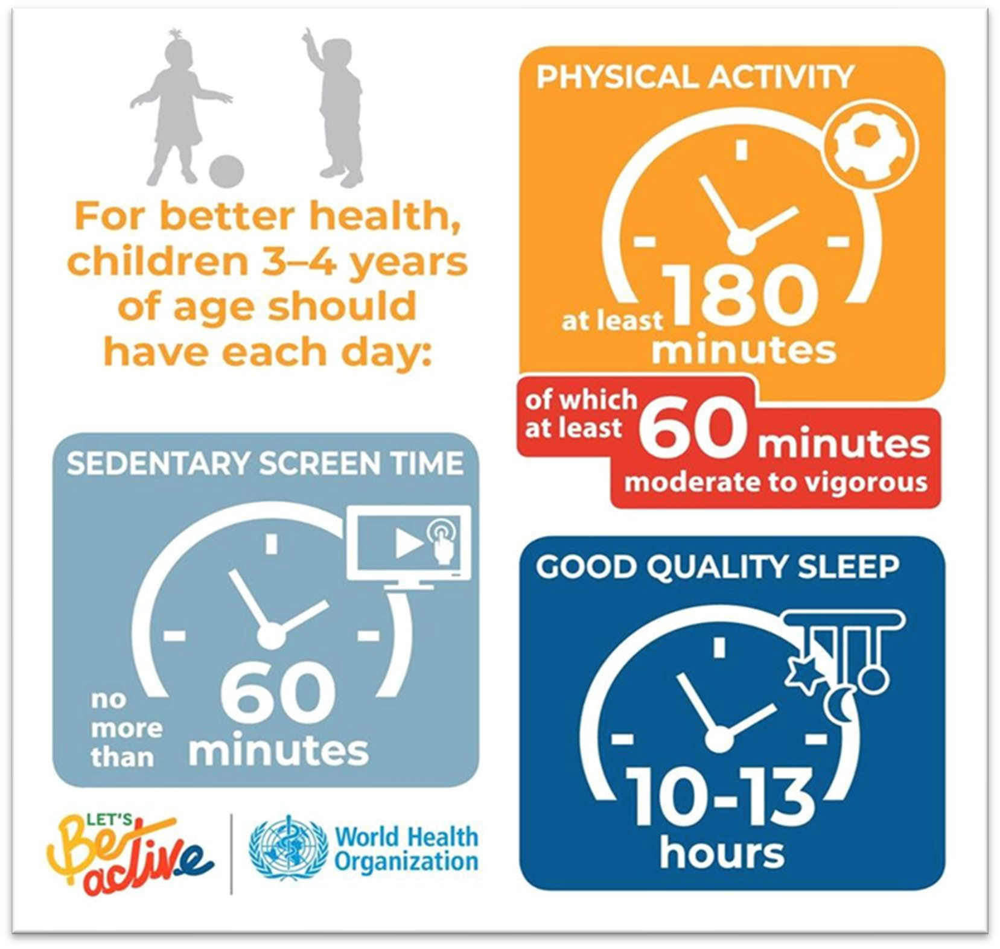 For better health,
children 3–4 years
of age should
have each day:
PHYSICAL ACTIVITY
at least 180
minutes
of which
at least 60 minutes
moderate to vigorous
SEDENTARY SCREEN TIME
no
more
than
60
minutes
GOOD QUALITY SLEEP
10-13
hours
LET'S
Be
active
World Health
Organization